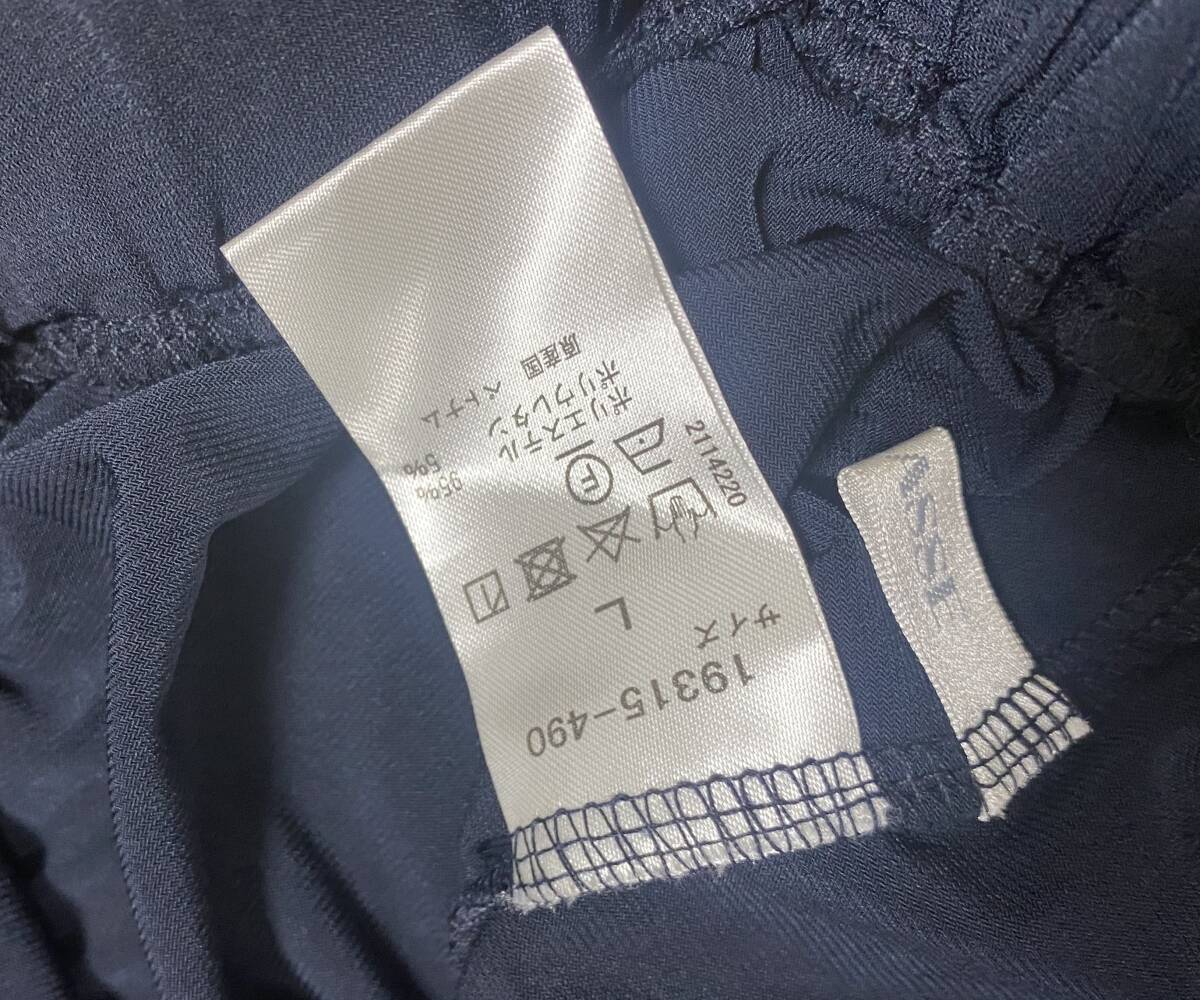 19315-490
サイズ
L
F
2114220
ポリエステル 95%
ポリウレタン 5%
原産国 ベトナム